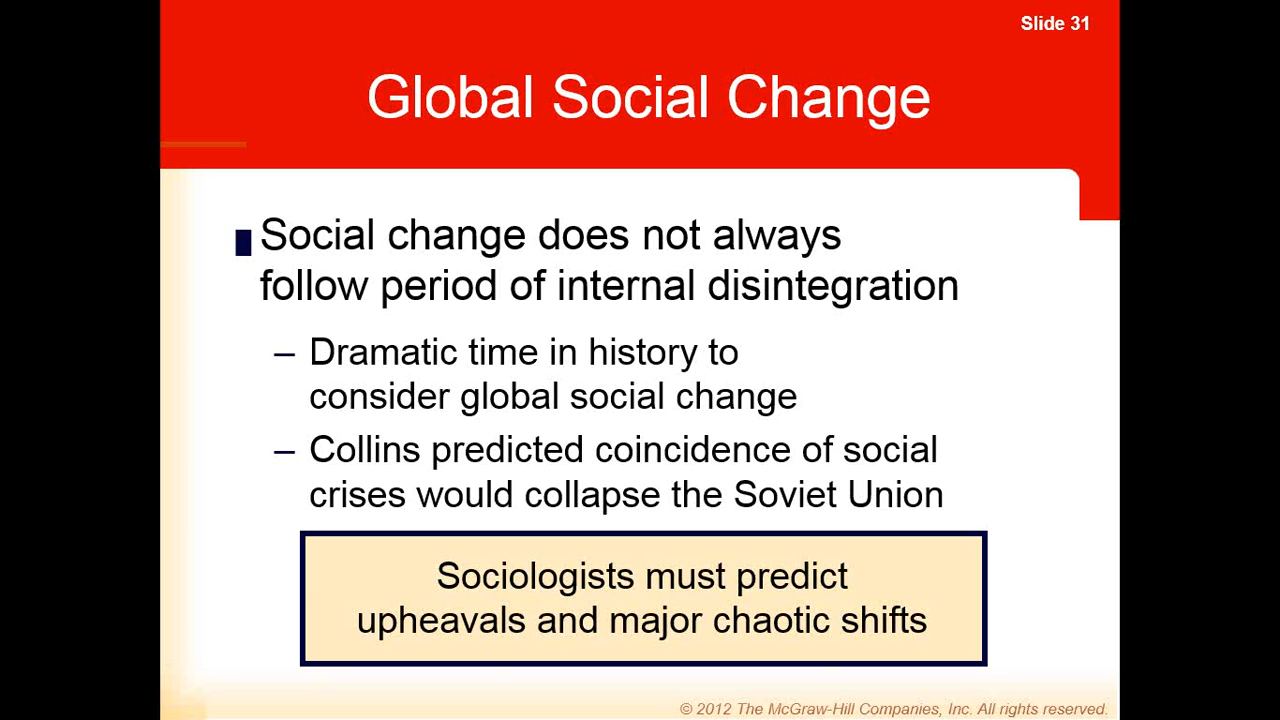 Slide 31
Global Social Change
Social change does not always
follow period of internal disintegration
– Dramatic time in history to
consider global social change
– Collins predicted coincidence of social
crises would collapse the Soviet Union
Sociologists must predict
upheavals and major chaotic shifts
© 2012 The McGraw-Hill Companies, Inc. All rights reserved.